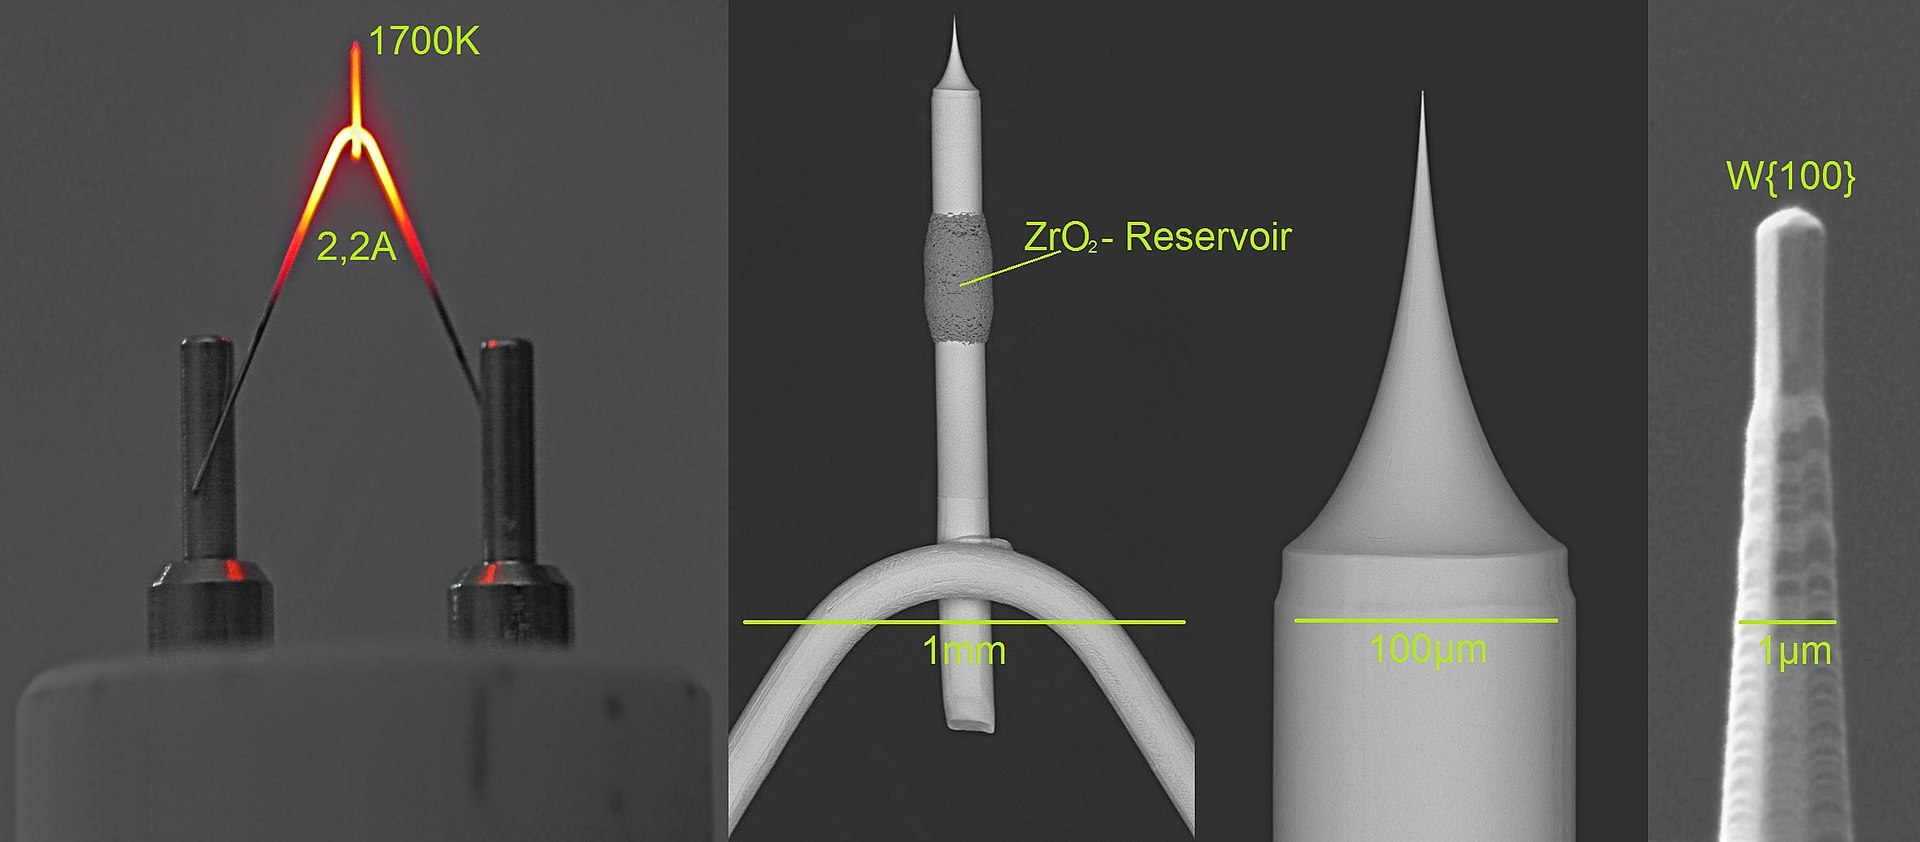 1700K
2,2A
ZrO₂- Reservoir
1mm
100µm
W{100}
1µm